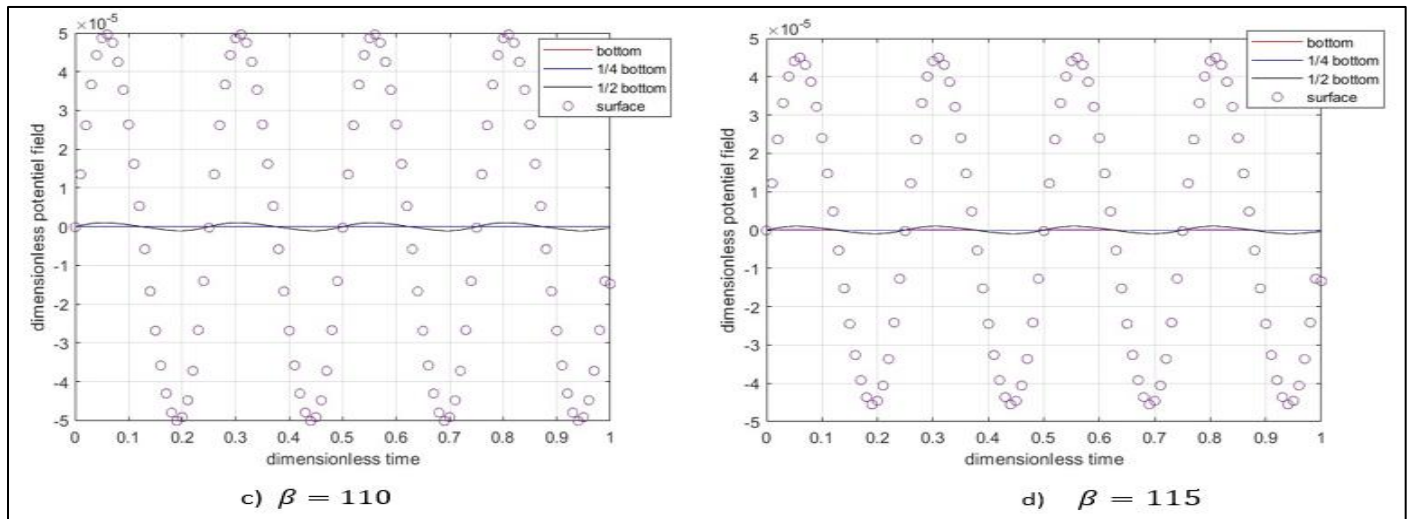 ×10⁻⁵
5
4
3
2
1
0
-1
-2
-3
-4
-5
dimensionless potentiel field
bottom
1/4 bottom
1/2 bottom
surface
0 0.1 0.2 0.3 0.4 0.5 0.6 0.7 0.8 0.9 1
dimensionless time
c) β = 110
×10⁻⁵
5
4
3
2
1
0
-1
-2
-3
-4
-5
dimensionless potentiel field
bottom
1/4 bottom
1/2 bottom
surface
0 0.1 0.2 0.3 0.4 0.5 0.6 0.7 0.8 0.9 1
dimensionless time
d) β = 115